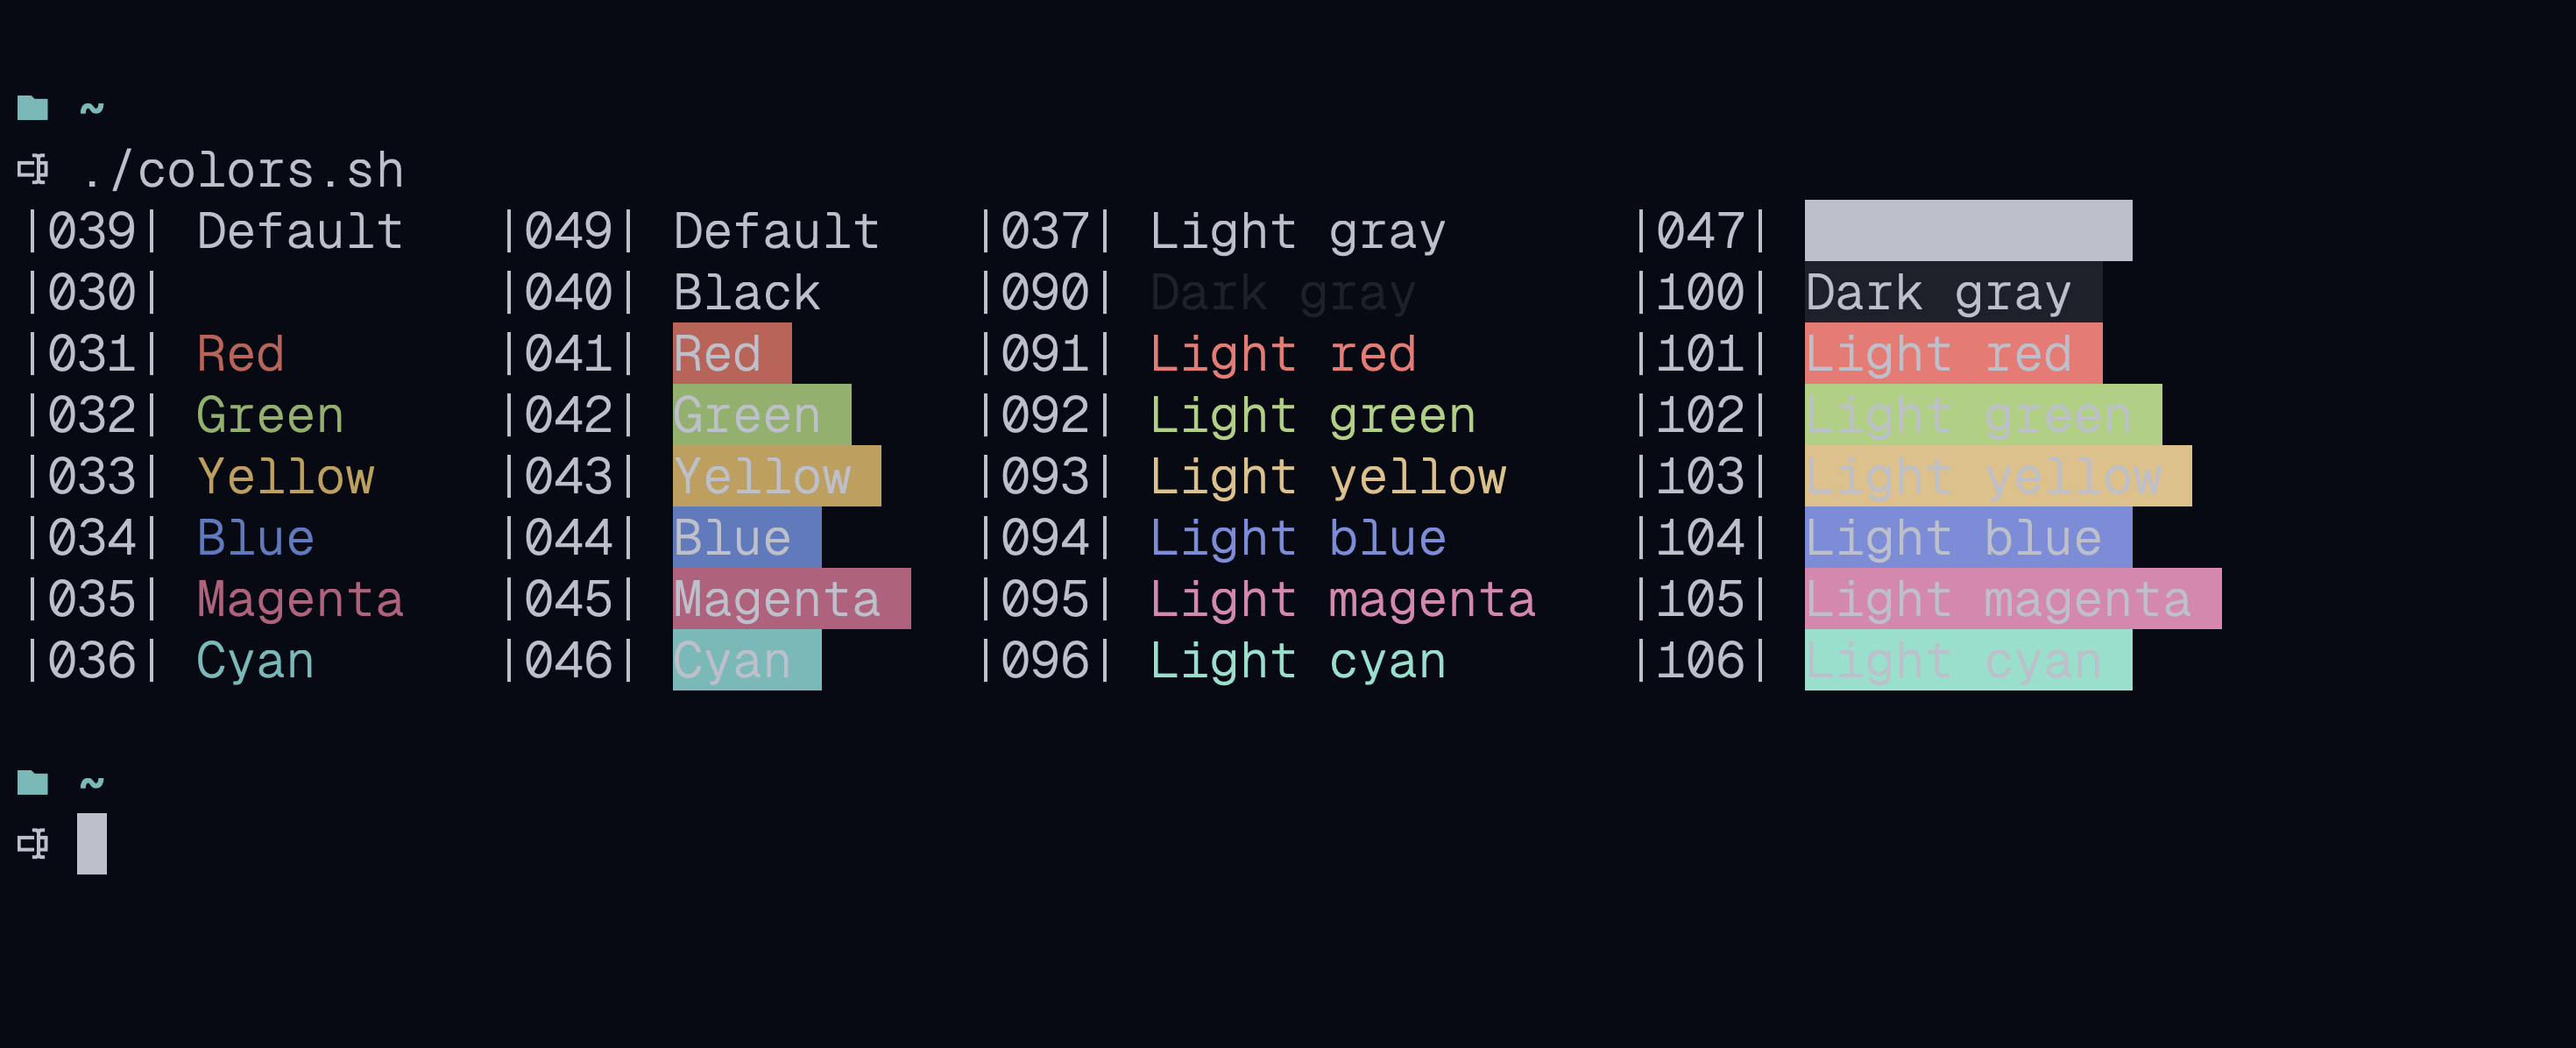 ~
./colors.sh
|039| Default |049| Default |037| Light gray |047|
|030| |040| Black |090| Dark gray |100| Dark gray
|031| Red |041| Red |091| Light red |101| Light red
|032| Green |042| Green |092| Light green |102| Light green
|033| Yellow |043| Yellow |093| Light yellow |103| Light yellow
|034| Blue |044| Blue |094| Light blue |104| Light blue
|035| Magenta |045| Magenta |095| Light magenta |105| Light magenta
|036| Cyan |046| Cyan |096| Light cyan |106| Light cyan
~